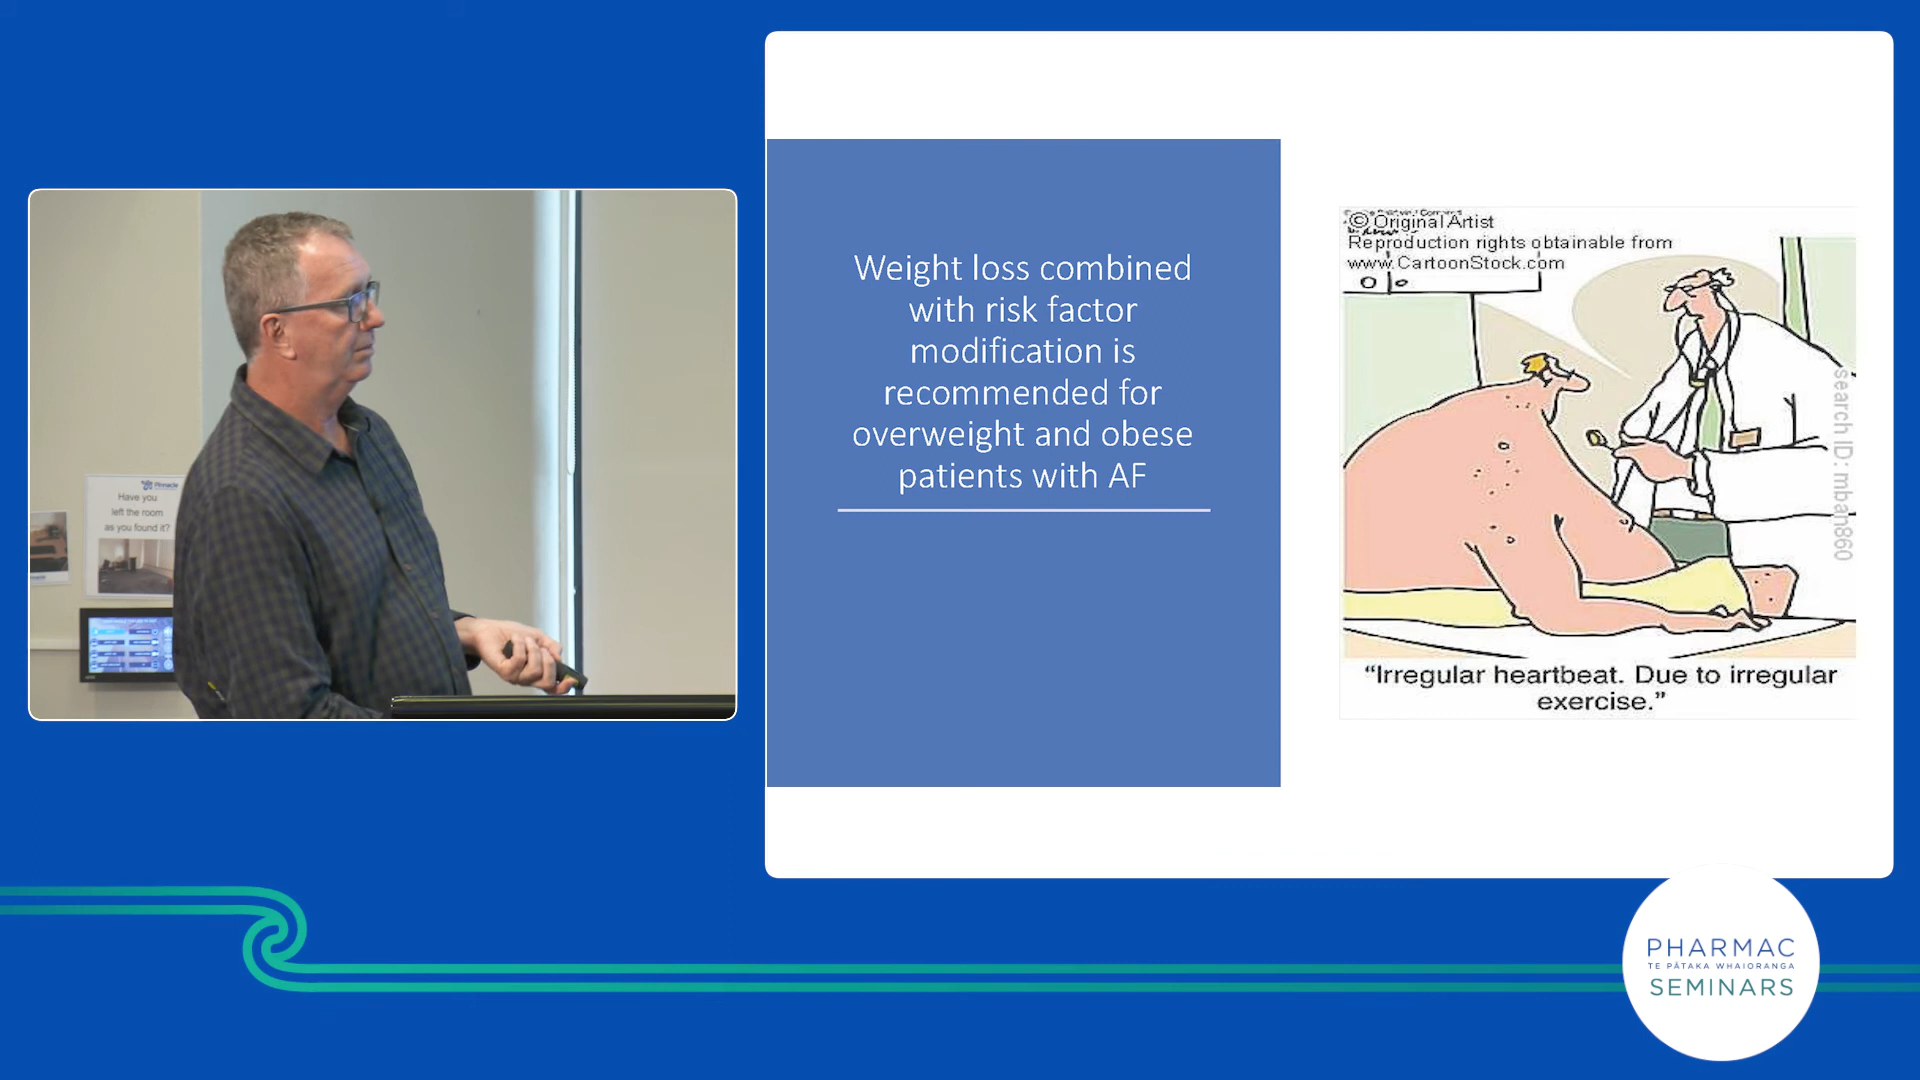 Pinnacle
Have you
left the room
as you found it?
Weight loss combined
with risk factor
modification is
recommended for
overweight and obese
patients with AF
© Original Artist
Reproduction rights obtainable from
www.CartoonStock.com
search ID: mban860
“Irregular heartbeat. Due to irregular
exercise.”
PHARMAC
TE PĀTAKA WHAIORANGA
SEMINARS